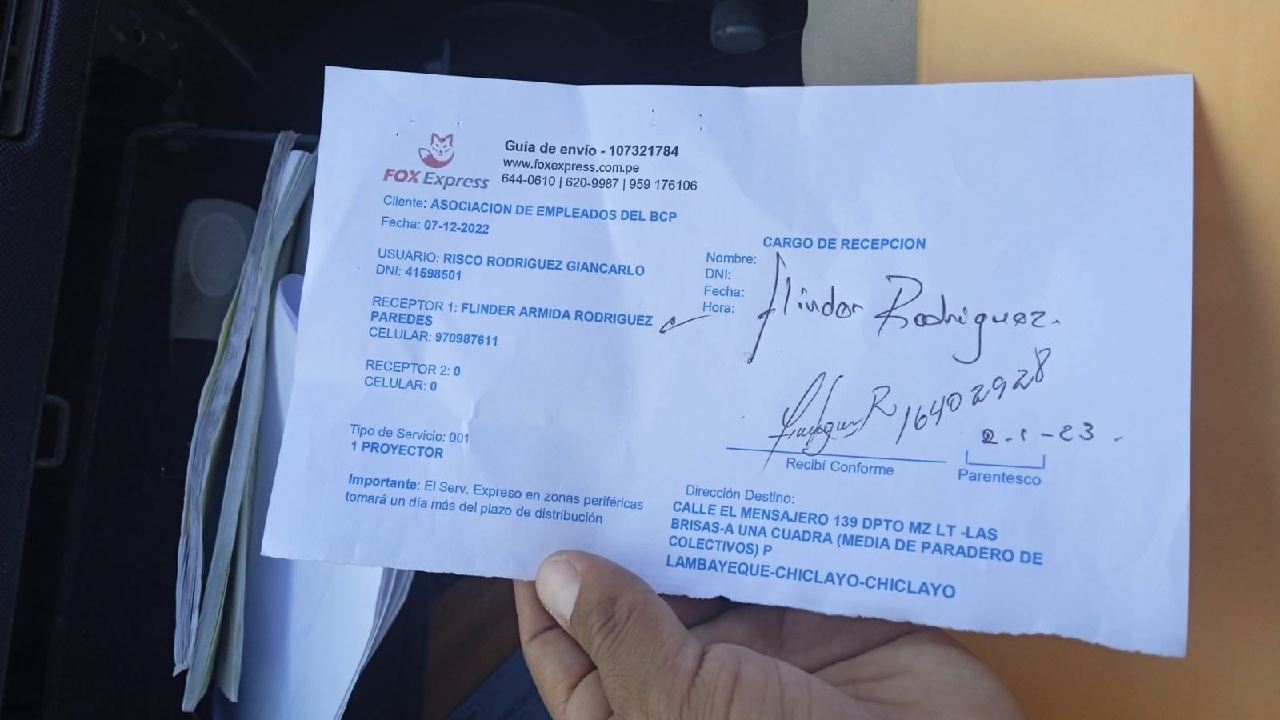 FOX Express
Guía de envío - 107321784
www.foxexpress.com.pe
644-0610 | 620-9987 | 959 176106
Cliente: ASOCIACION DE EMPLEADOS DEL BCP
Fecha: 07-12-2022
USUARIO: RISCO RODRIGUEZ GIANCARLO
DNI: 41598501
RECEPTOR 1: FLINDER ARMIDA RODRIGUEZ
PAREDES
CELULAR: 970987611
RECEPTOR 2: 0
CELULAR: 0
Tipo de Servicio: 001
1 PROYECTOR
Importante: El Serv. Expreso en zonas periféricas
tomará un día más del plazo de distribución
CARGO DE RECEPCION
Nombre:
DNI:
Fecha:
Hora:
Flindor Rodriguez.
16402928
2-1-23.
Recibí Conforme
Parentesco
Dirección Destino:
CALLE EL MENSAJERO 139 DPTO MZ LT -LAS
BRISAS-A UNA CUADRA (MEDIA DE PARADERO DE
COLECTIVOS) P
LAMBAYEQUE-CHICLAYO-CHICLAYO